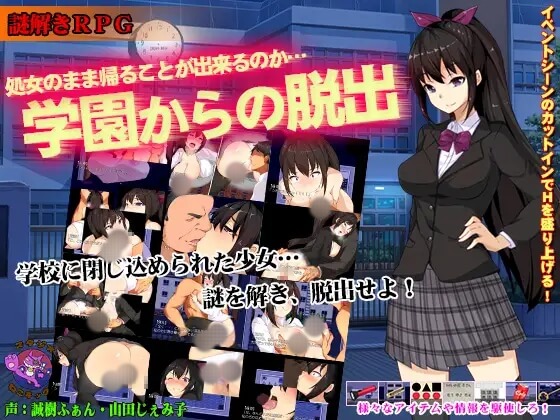 謎解きRPG
処女のまま帰ることが出来るのか…
学園からの脱出
イベントシーンのカットインでHを盛り上げる！
学校に閉じ込められた少女…
謎を解き、脱出せよ！
声：誠樹ふぁん・山田じぇみ子
様々なアイテムや情報を駆使しろ！